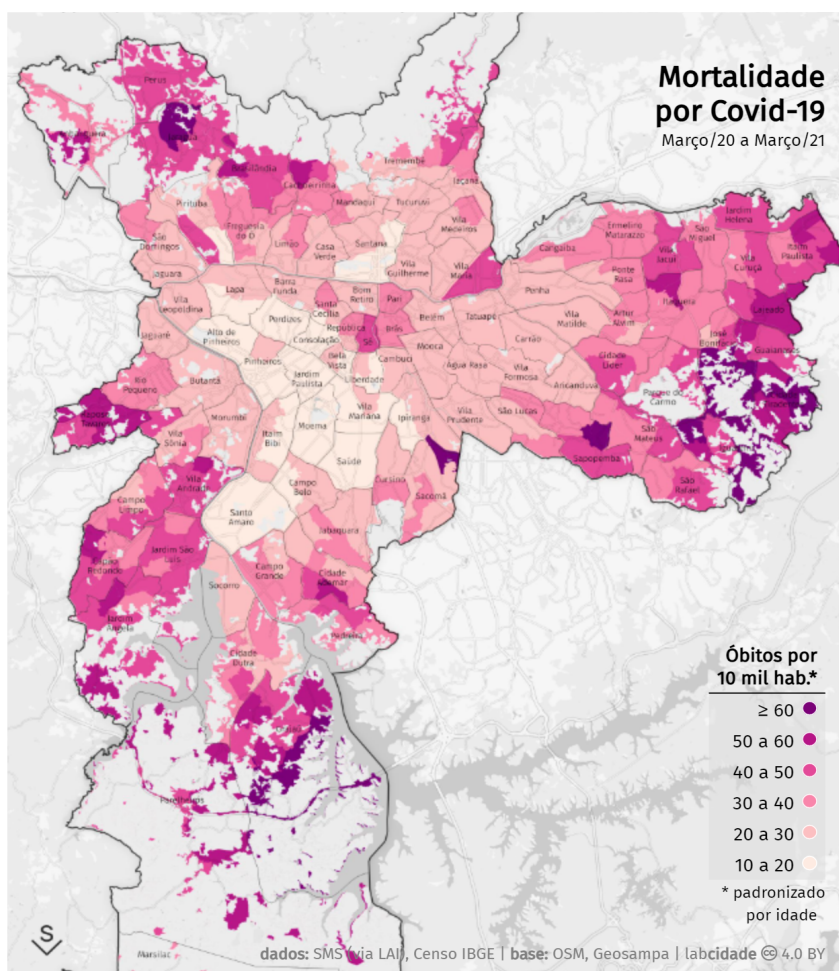 Mortalidade
por Covid-19
Março/20 a Março/21
Perus
Brasilândia
Cachoeirinha
Tremembé
Jaçanã
Mandaqui
Tucuruvi
Pirituba
Freguesia
do Ó
Limão
Casa
Verde
Santana
Vila
Medeiros
São
Domingos
Jaguara
Vila
Guilherme
Vila
Maria
Cangaíba
Ermelino
Matarazzo
São
Miguel
Jardim
Helena
Vila
Jacuí
Itaim
Paulista
Vila
Curuçá
Ponte
Rasa
Penha
Itaquera
Lajeado
Vila
Leopoldina
Lapa
Barra
Funda
Bom
Retiro
Pari
Santa
Cecília
Perdizes
República
Brás
Belém
Tatuapé
Vila
Matilde
Artur
Alvim
José
Bonifácio
Guaianases
Jaguaré
Alto de
Pinheiros
Consolação
Sé
Bela
Vista
Cambuci
Mooca
Carrão
Cidade
Líder
Pinheiros
Jardim
Paulista
Liberdade
Água Rasa
Vila
Formosa
Aricanduva
Parque do
Carmo
Rio
Pequeno
Butantã
Raposo
Tavares
Morumbi
Itaim
Bibi
Moema
Vila
Mariana
Ipiranga
Vila
Prudente
São Lucas
São
Mateus
Vila
Sônia
Saúde
Sapopemba
São
Rafael
Vila
Andrade
Campo
Limpo
Campo
Belo
Cursino
Sacomã
Santo
Amaro
Jabaquara
Capão
Redondo
Jardim São
Luís
Campo
Grande
Cidade
Ademar
Socorro
Jardim
Ângela
Pedreira
Cidade
Dutra
Parelheiros
Marsilac
Óbitos por
10 mil hab.*
≥ 60
50 a 60
40 a 50
30 a 40
20 a 30
10 a 20
* padronizado
por idade
S
dados: SMS (via LAI), Censo IBGE | base: OSM, Geosampa | labcidade 🅭 4.0 BY